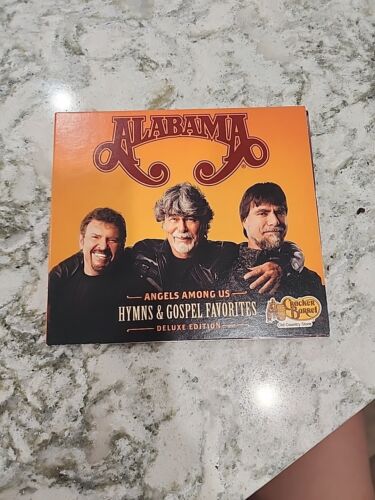 ALABAMA
ANGELS AMONG US
HYMNS & GOSPEL FAVORITES
DELUXE EDITION
Cracker
Barrel
Old Country Store